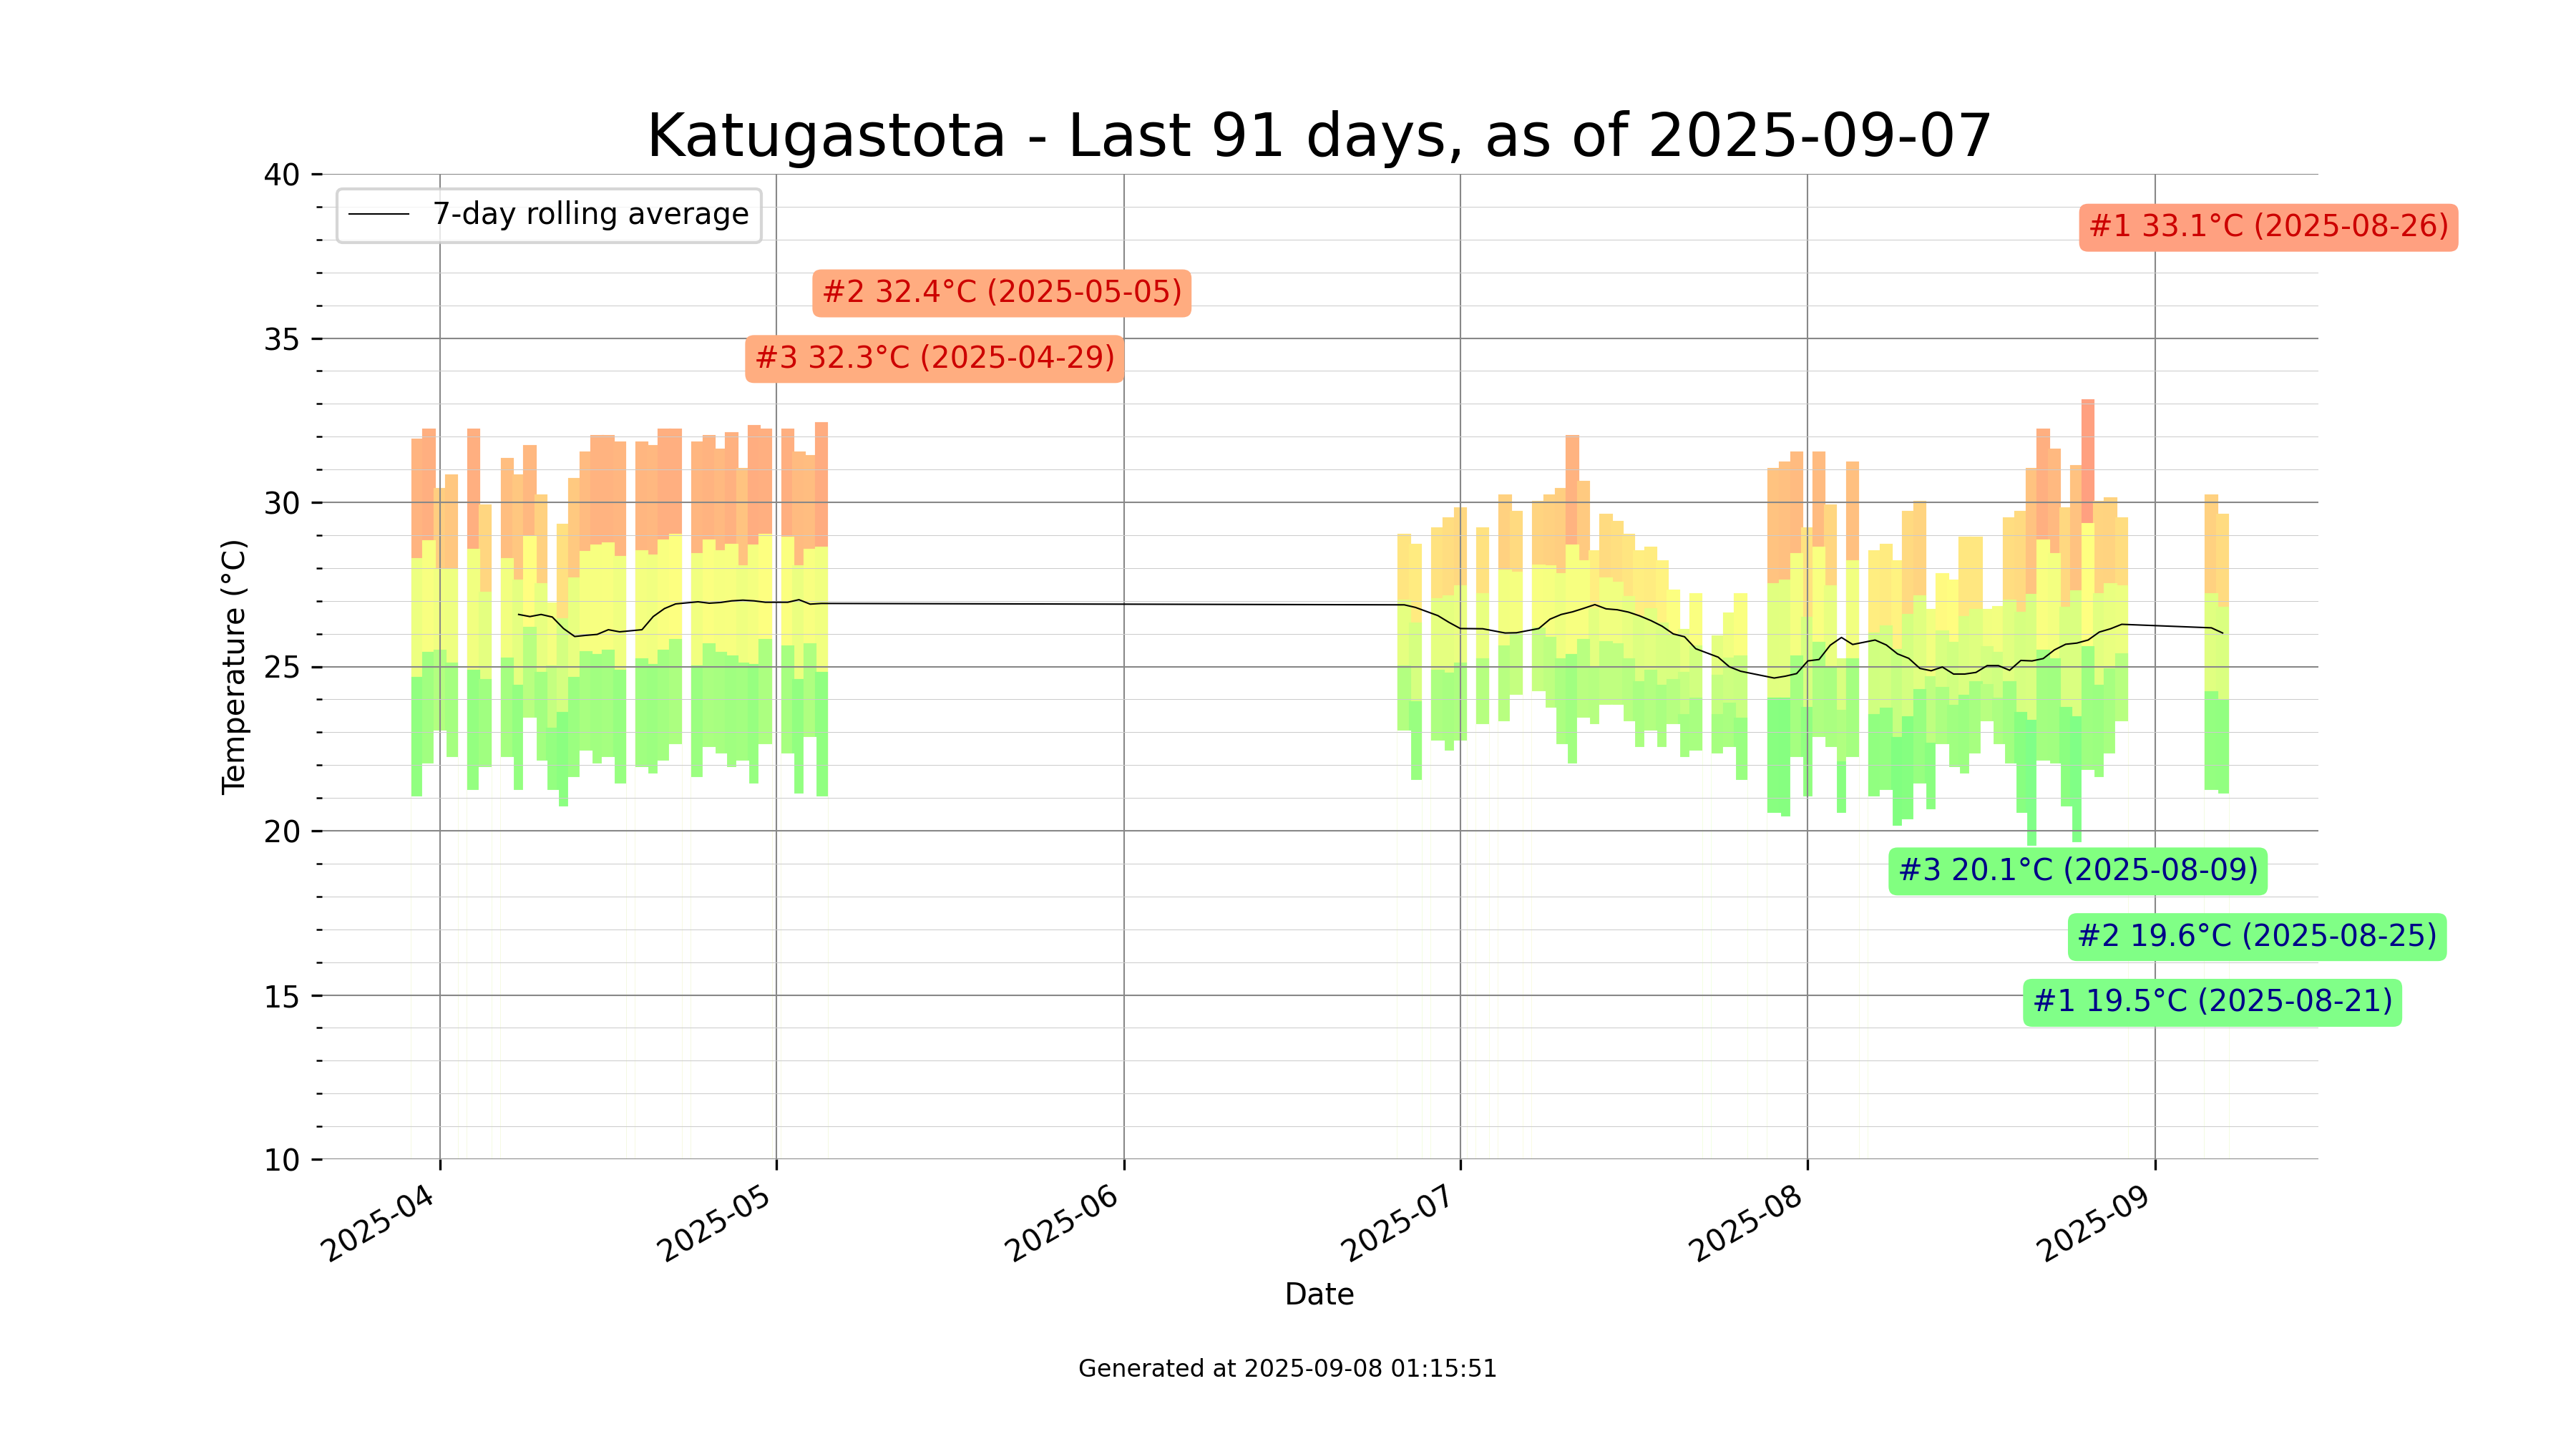 Katugastota - Last 91 days, as of 2025-09-07
40
7-day rolling average
#1 33.1°C (2025-08-26)
#2 32.4°C (2025-05-05)
35
#3 32.3°C (2025-04-29)
30
Temperature (°C)
25
20
#3 20.1°C (2025-08-09)
#2 19.6°C (2025-08-25)
15
#1 19.5°C (2025-08-21)
10
2025-04
2025-05
2025-06
2025-07
2025-08
2025-09
Date
Generated at 2025-09-08 01:15:51